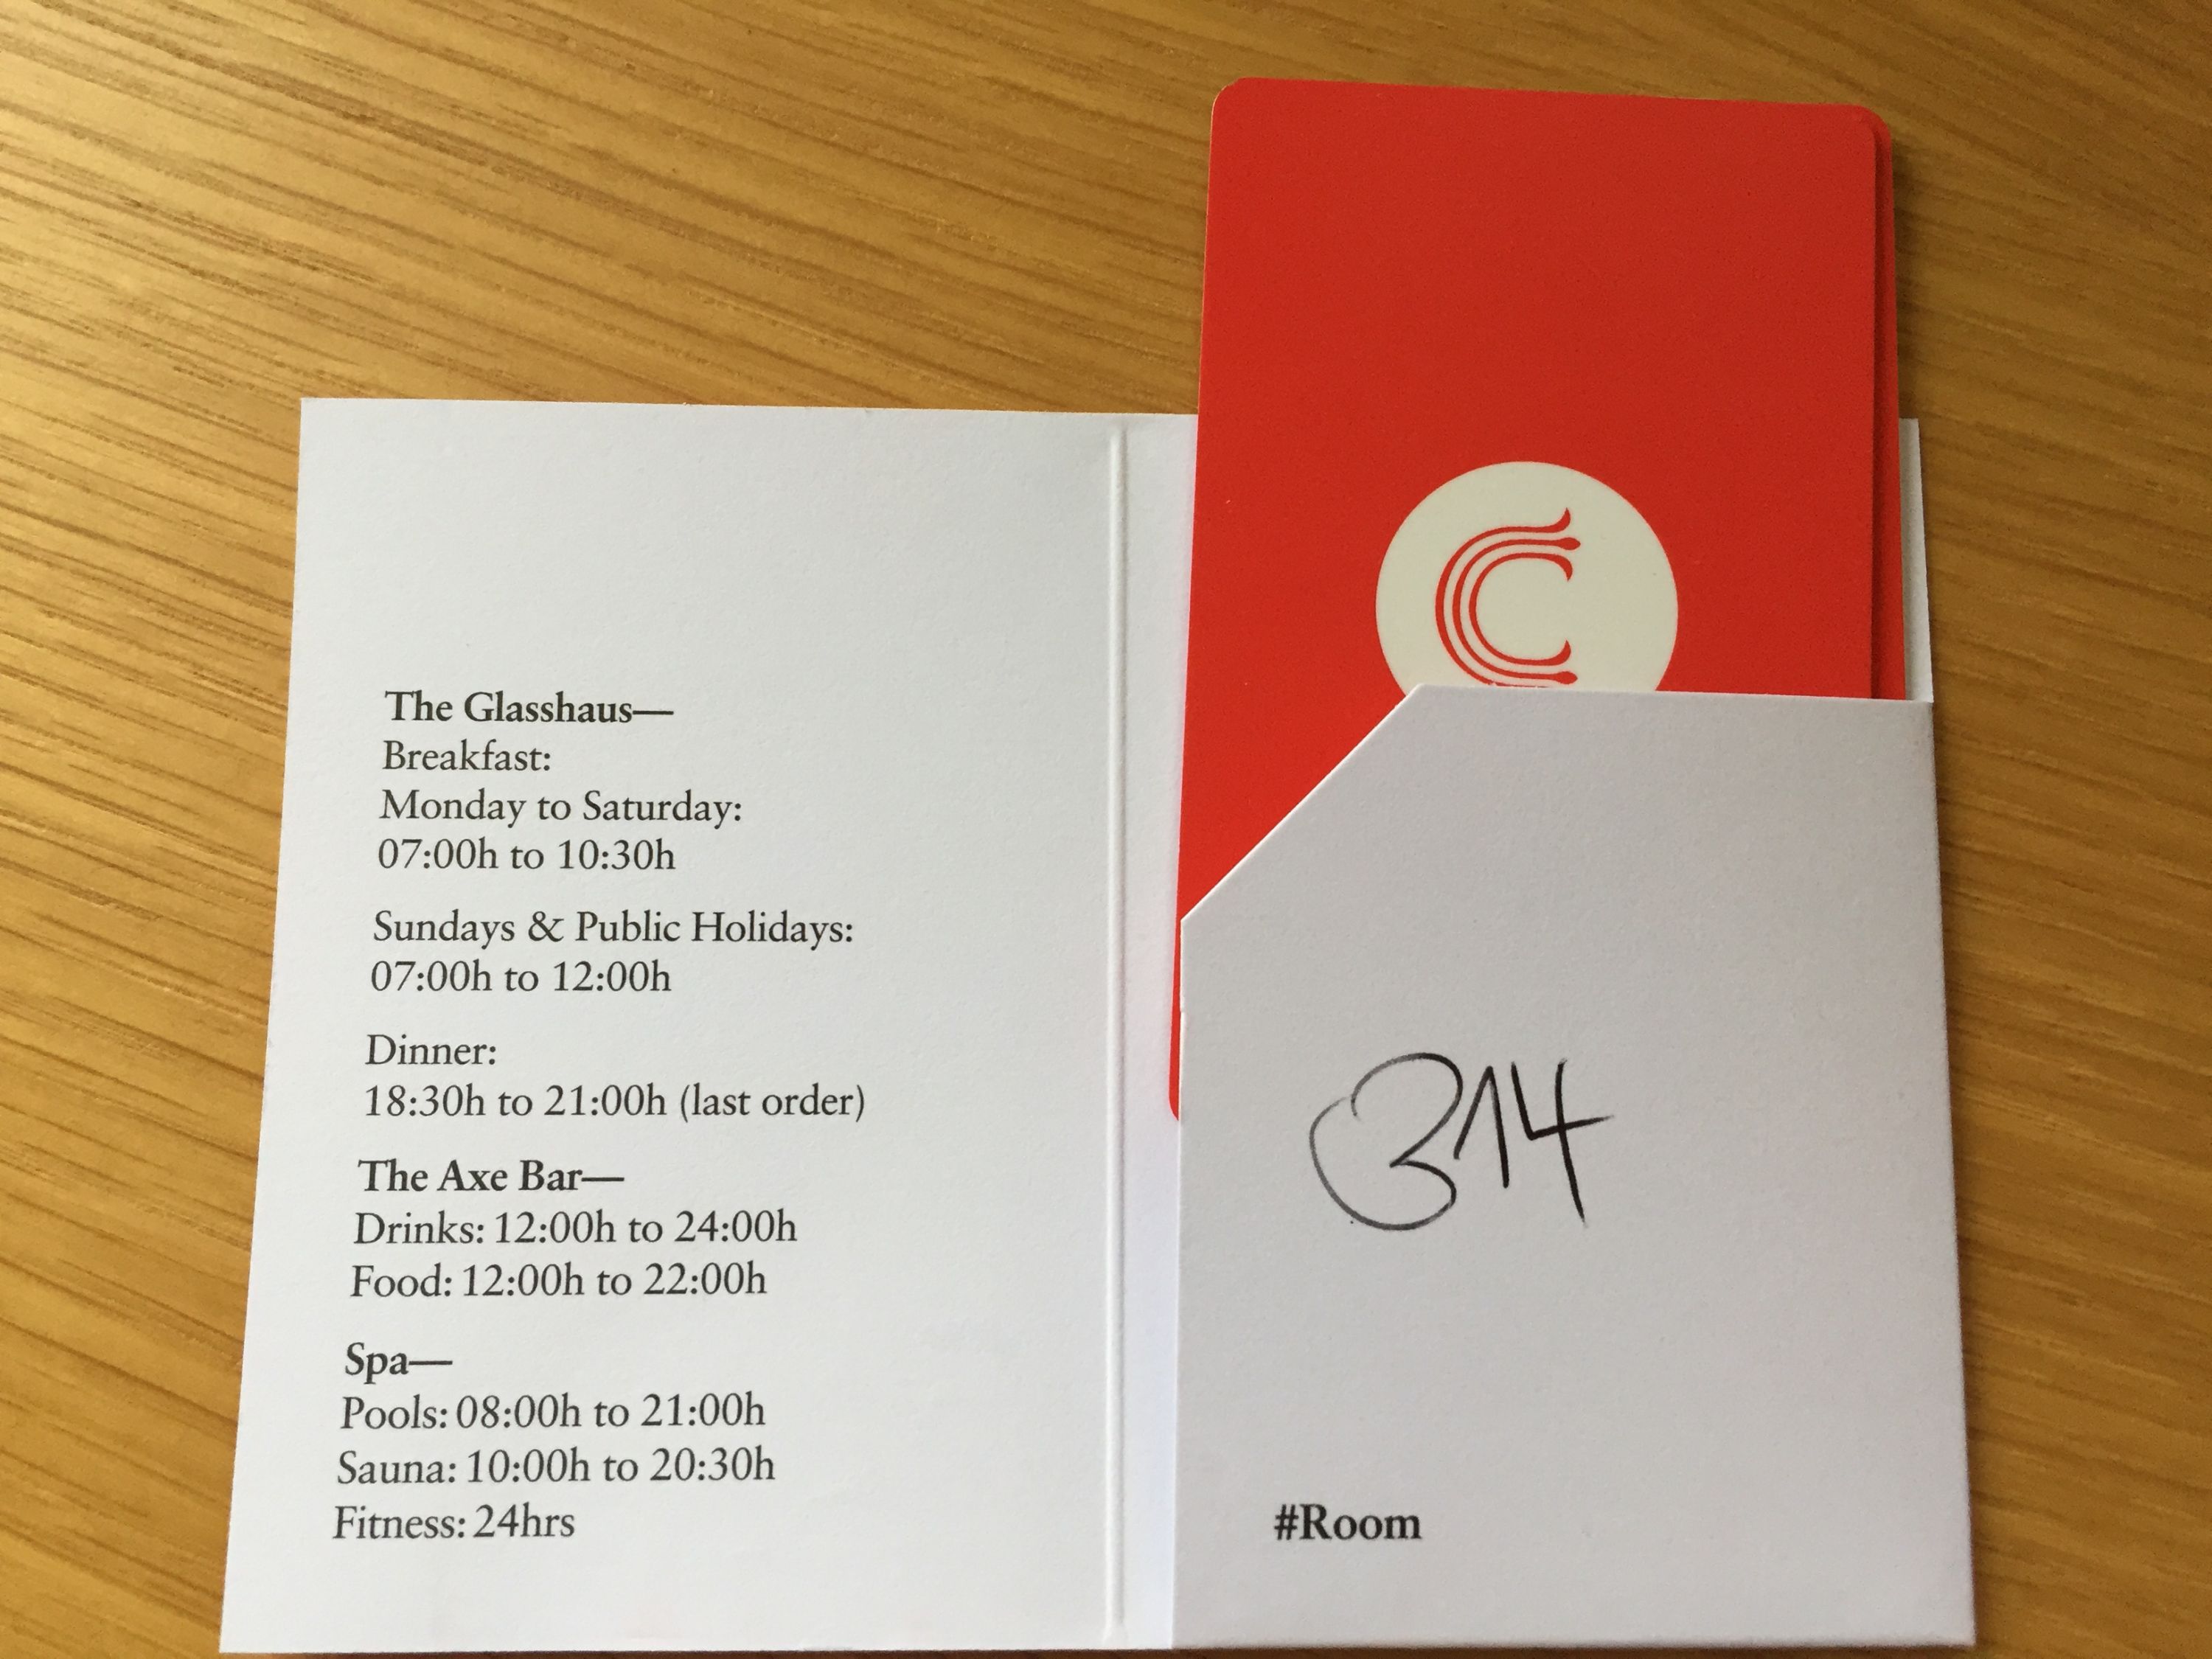 The Glasshaus—
Breakfast:
Monday to Saturday:
07:00h to 10:30h
Sundays & Public Holidays:
07:00h to 12:00h
Dinner:
18:30h to 21:00h (last order)
The Axe Bar—
Drinks: 12:00h to 24:00h
Food: 12:00h to 22:00h
Spa—
Pools: 08:00h to 21:00h
Sauna: 10:00h to 20:30h
Fitness: 24hrs
C
314
#Room